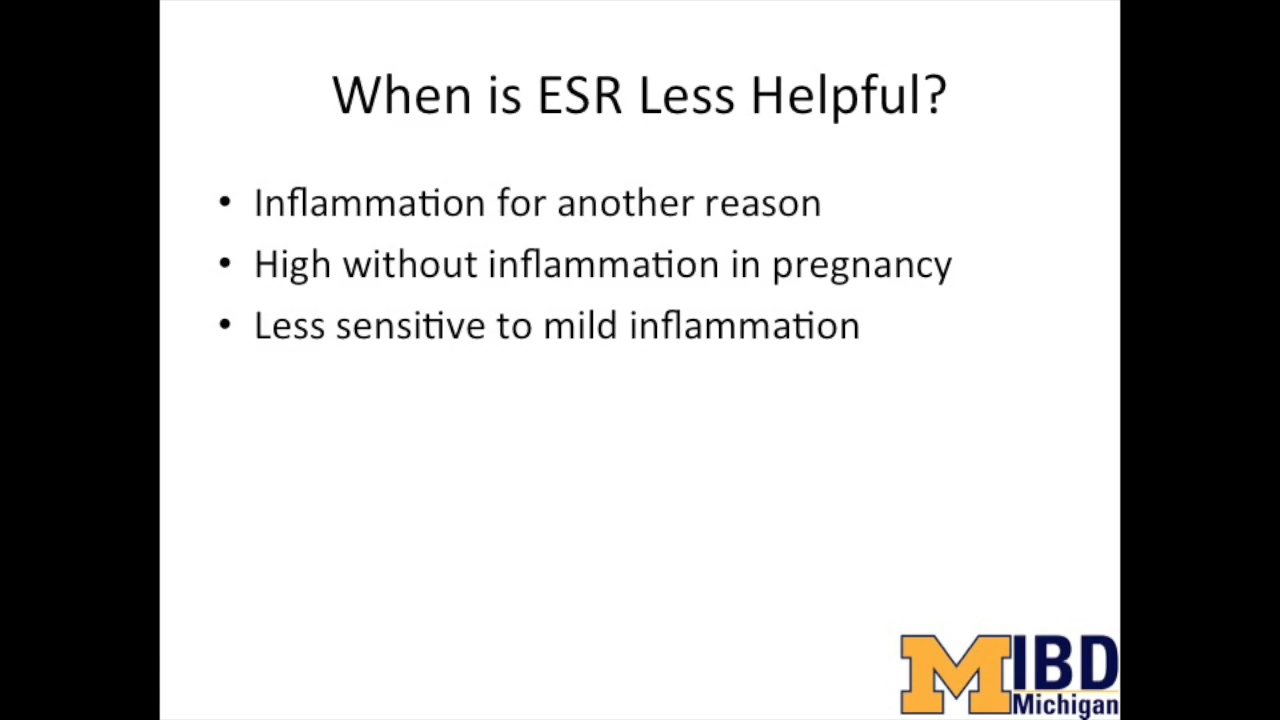 When is ESR Less Helpful?
• Inflammation for another reason
• High without inflammation in pregnancy
• Less sensitive to mild inflammation
MIBD
Michigan